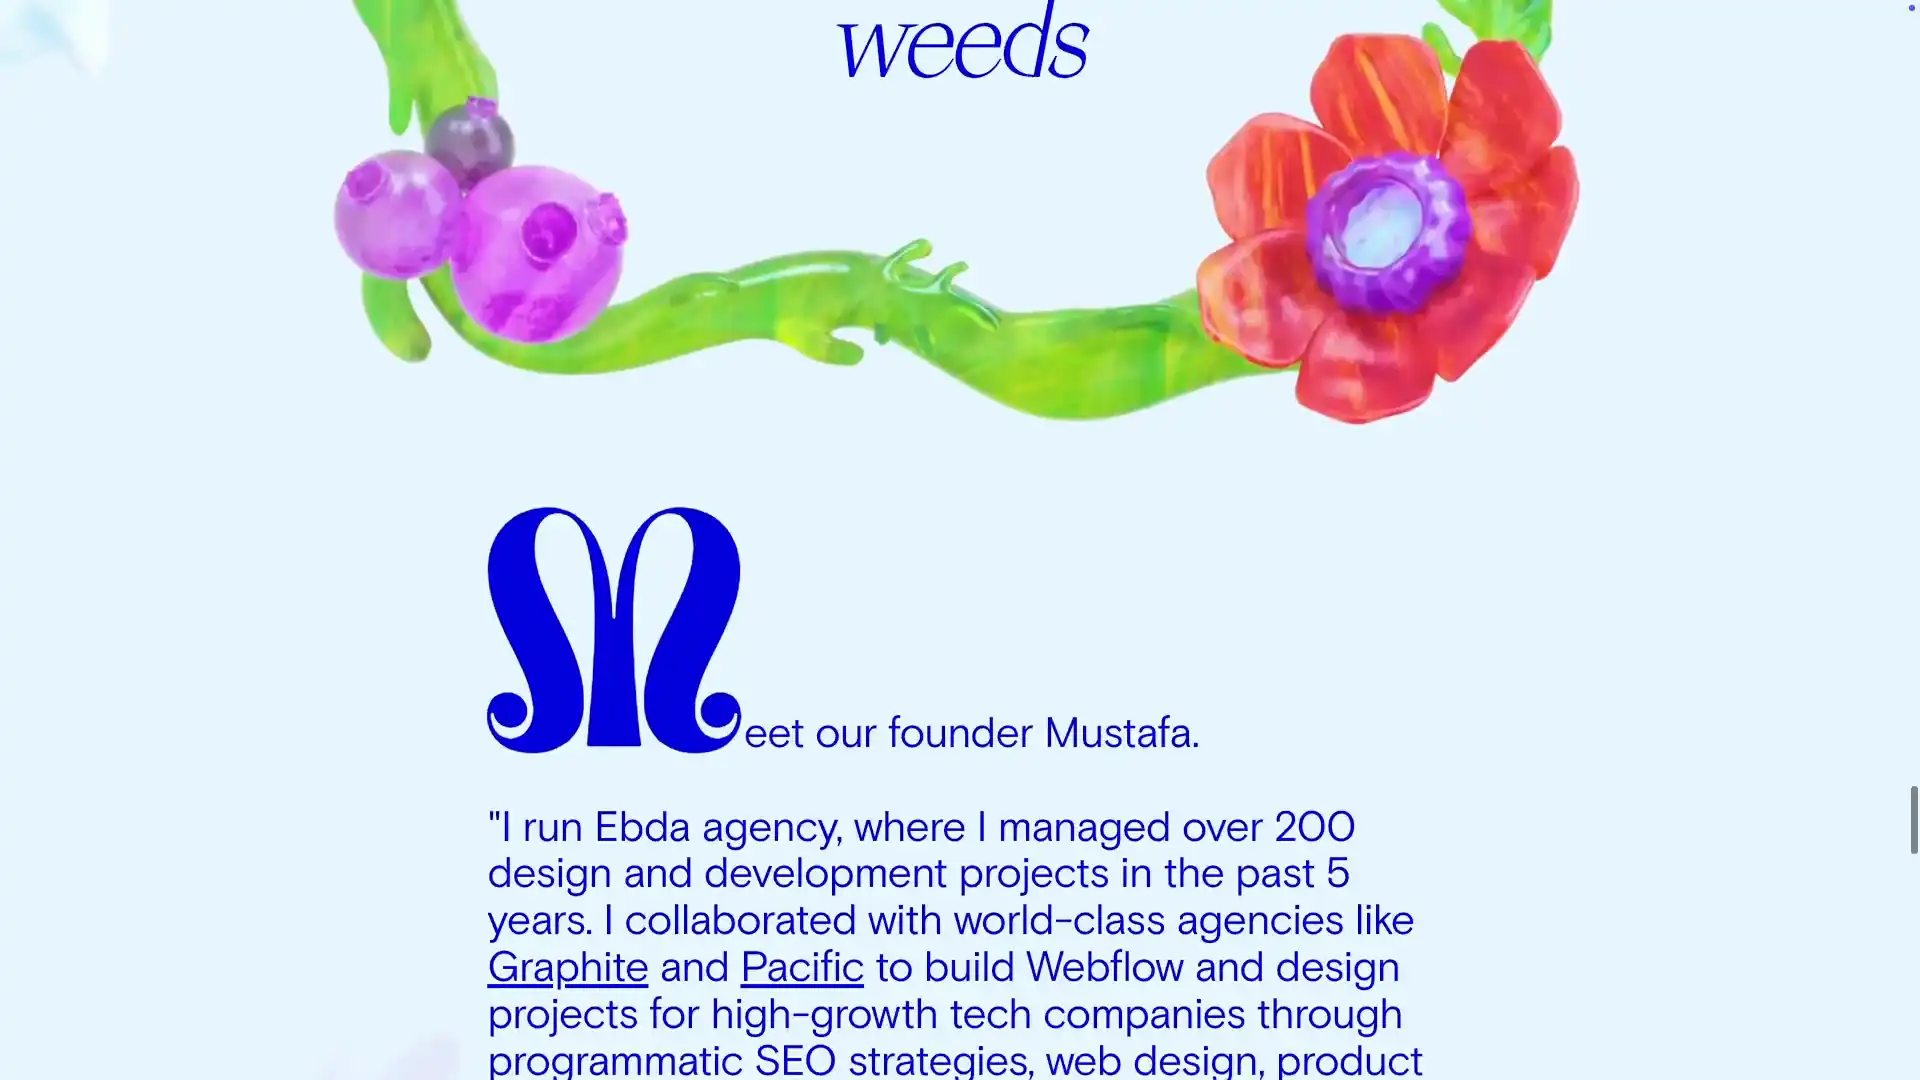 weeds
Meet our founder Mustafa.
"I run Ebda agency, where I managed over 200
design and development projects in the past 5
years. I collaborated with world-class agencies like
Graphite and Pacific to build Webflow and design
projects for high-growth tech companies through
programmatic SEO strategies, web design, product